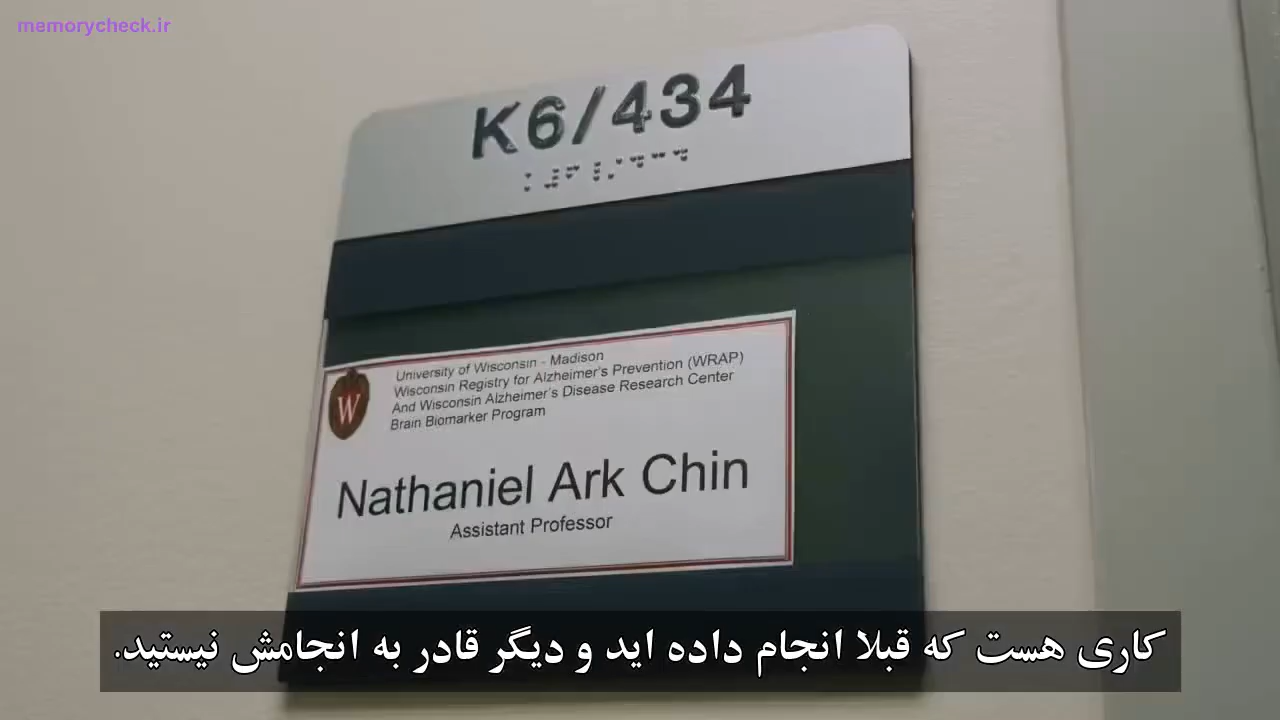 memorycheck.ir
K6/434
University of Wisconsin - Madison
Wisconsin Registry for Alzheimer's Prevention (WRAP)
And Wisconsin Alzheimer's Disease Research Center
Brain Biomarker Program
W
Nathaniel Ark Chin
Assistant Professor
کاری هست که قبلا انجام داده اید و دیگر قادر به انجامش نیستید.